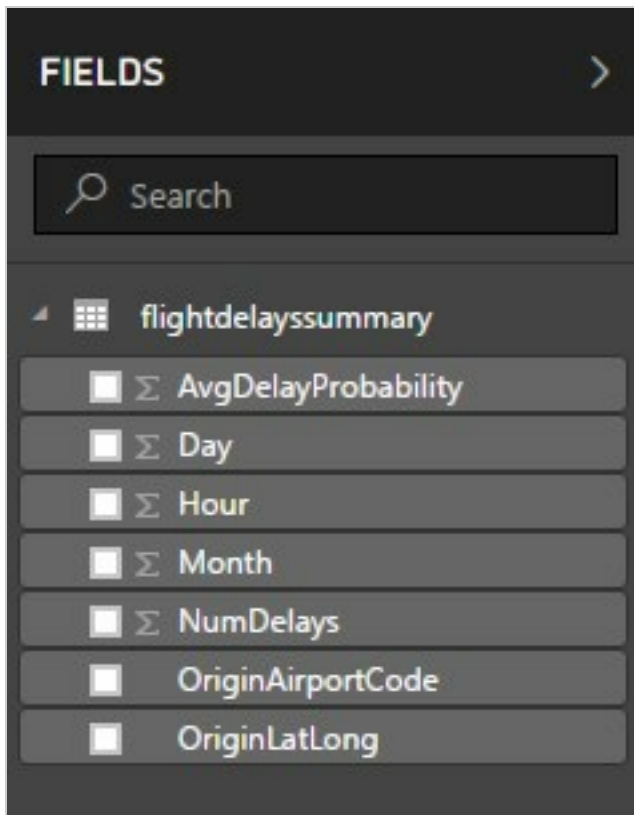 FIELDS
Search
flightdelayssummary
Σ AvgDelayProbability
Σ Day
Σ Hour
Σ Month
Σ NumDelays
OriginAirportCode
OriginLatLong